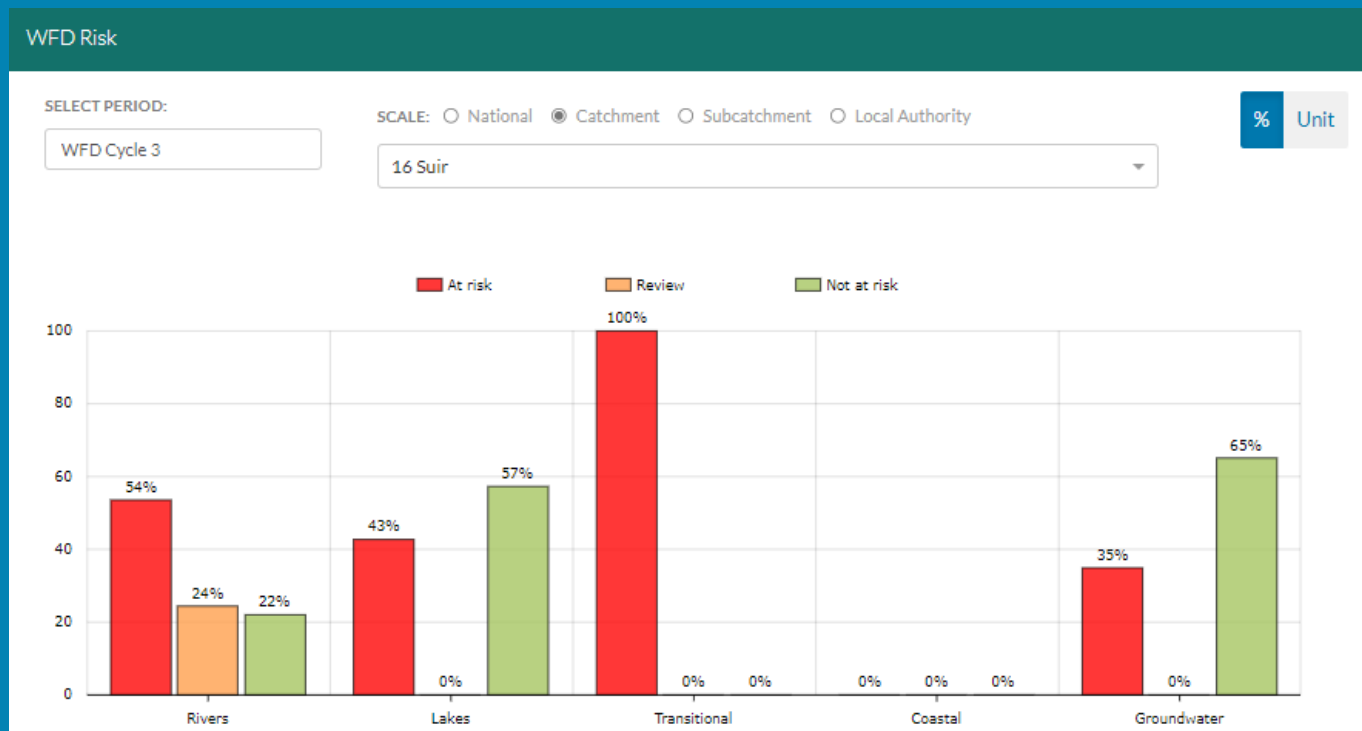 WFD Risk
SELECT PERIOD:
WFD Cycle 3
SCALE: National Catchment Subcatchment Local Authority
16 Suir
% Unit
At risk Review Not at risk
100
80
60
40
20
0
54% 24% 22%
43% 0% 57%
100% 0% 0%
0% 0% 0%
35% 0% 65%
Rivers Lakes Transitional Coastal Groundwater